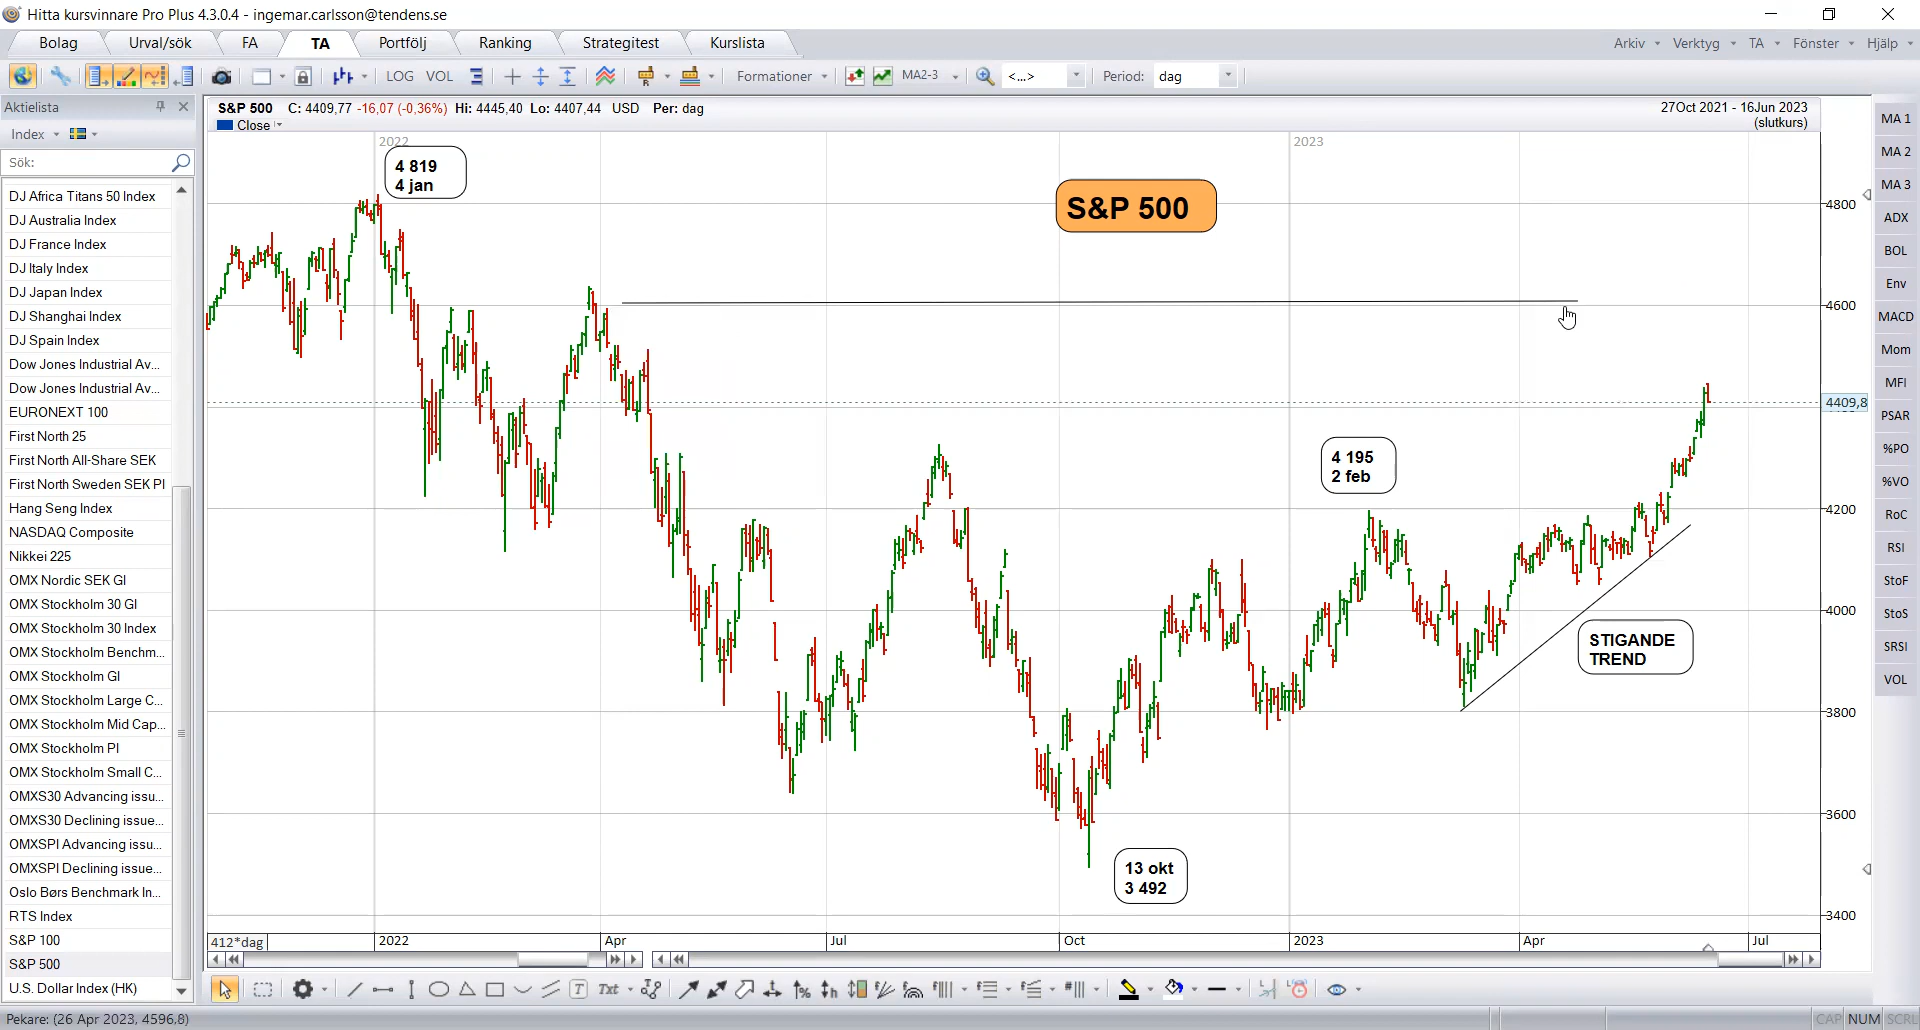 Hitta kursvinnare Pro Plus 4.3.0.4 - ingemar.carlsson@tendens.se
Bolag Urval/sök FA TA Portfölj Ranking Strategitest Kurslista
Arkiv Verktyg TA Fönster Hjälp
LOG VOL Formationer MA2-3 <...> Period: dag
Aktielista
Index
Sök:
DJ Africa Titans 50 Index
DJ Australia Index
DJ France Index
DJ Italy Index
DJ Japan Index
DJ Shanghai Index
DJ Spain Index
Dow Jones Industrial Av...
Dow Jones Industrial Av...
EURONEXT 100
First North 25
First North All-Share SEK
First North Sweden SEK PI
Hang Seng Index
NASDAQ Composite
Nikkei 225
OMX Nordic SEK GI
OMX Stockholm 30 GI
OMX Stockholm 30 Index
OMX Stockholm Benchm...
OMX Stockholm GI
OMX Stockholm Large C...
OMX Stockholm Mid Cap...
OMX Stockholm PI
OMX Stockholm Small C...
OMXS30 Advancing issu...
OMXS30 Declining issue...
OMXSPI Advancing issu...
OMXSPI Declining issue...
Oslo Børs Benchmark In...
RTS Index
S&P 100
S&P 500
U.S. Dollar Index (HK)
S&P 500 C: 4409,77 -16,07 (-0,36%) Hi: 4445,40 Lo: 4407,44 USD Per: dag
27Oct 2021 - 16Jun 2023
(slutkurs)
Close
2022
2023
4 819
4 jan
S&P 500
4 195
2 feb
STIGANDE
TREND
13 okt
3 492
4800
4600
4409,8
4200
4000
3800
3600
3400
412*dag 2022 Apr Jul Oct 2023 Apr Jul
MA 1
MA 2
MA 3
ADX
BOL
Env
MACD
Mom
MFI
PSAR
%PO
%VO
RoC
RSI
StoF
StoS
SRSI
VOL
T Txt
Pekare: (26 Apr 2023, 4596,8)
CAP NUM SCRL